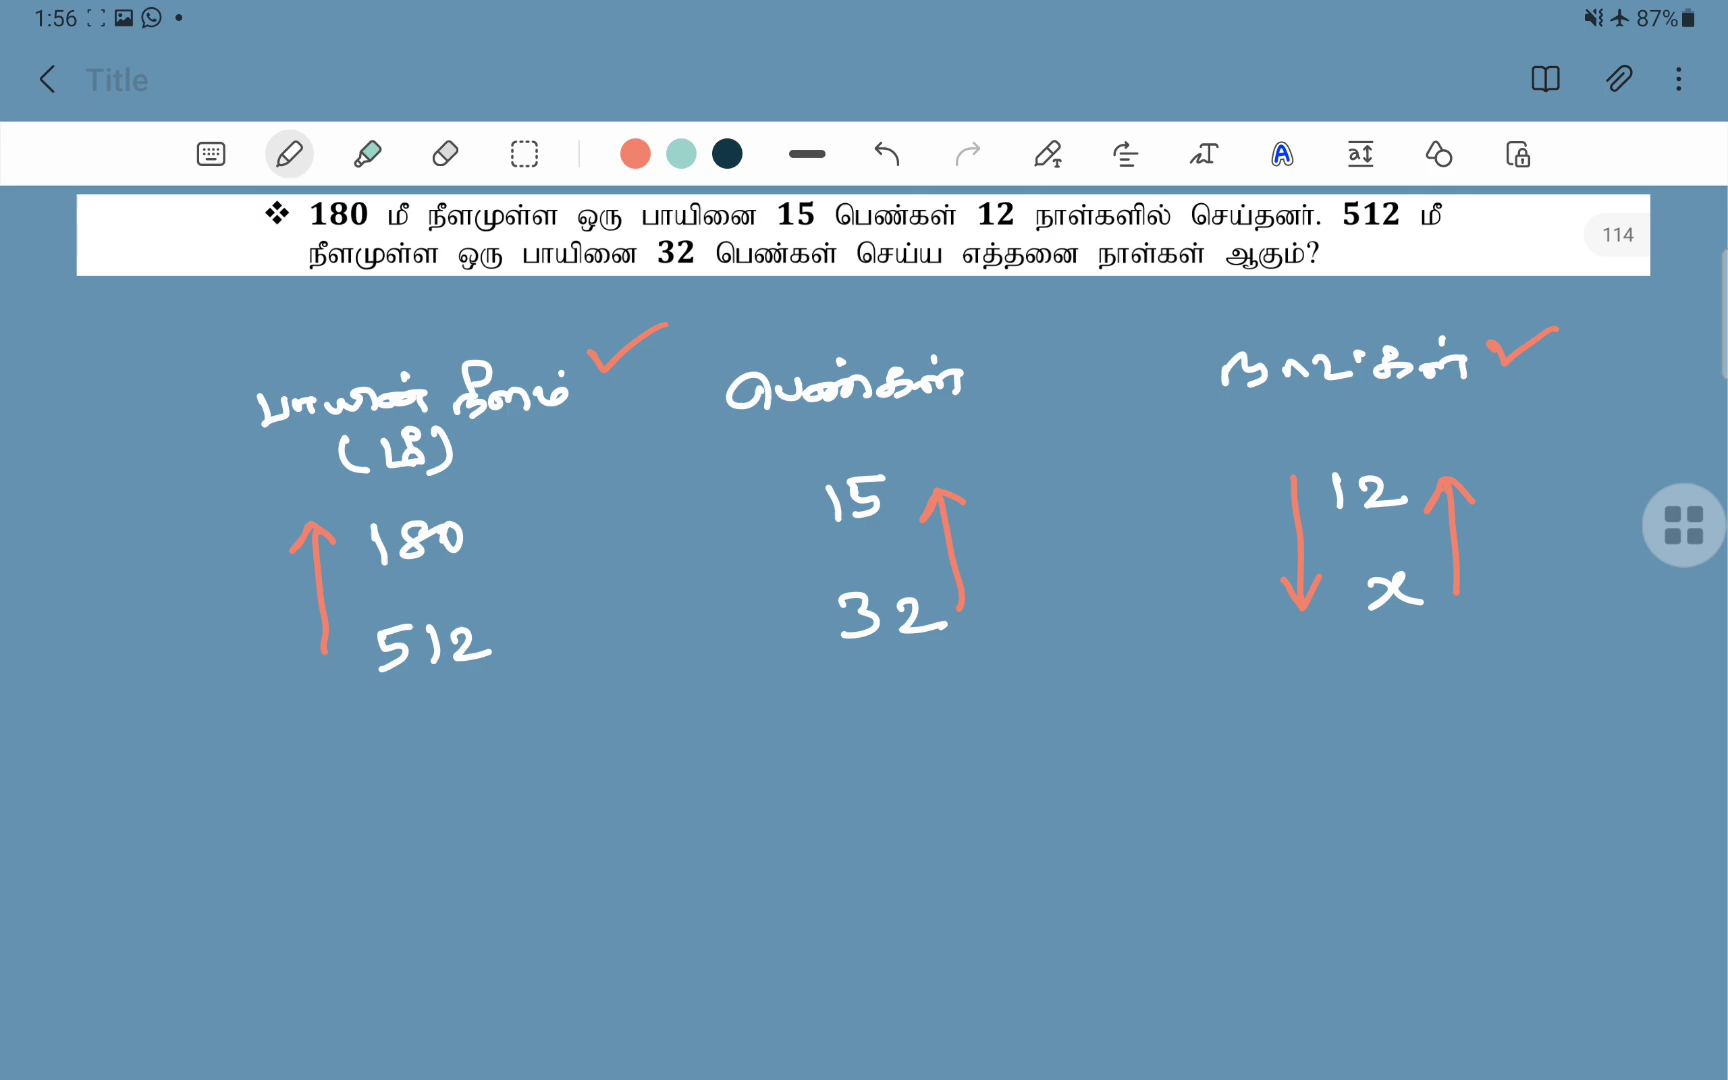 1:56
87%
Title
❖ 180 மீ நீளமுள்ள ஒரு பாயினை 15 பெண்கள் 12 நாள்களில் செய்தனர். 512 மீ
நீளமுள்ள ஒரு பாயினை 32 பெண்கள் செய்ய எத்தனை நாள்கள் ஆகும்?
114
பாயின் நீளம் பெண்கள் நாட்கள்
(மீ)
180 15 12
512 32 x